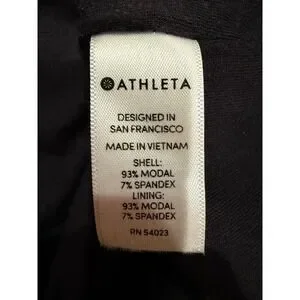 ATHLETA
DESIGNED IN
SAN FRANCISCO
MADE IN VIETNAM
SHELL:
93% MODAL
7% SPANDEX
LINING:
93% MODAL
7% SPANDEX
RN 54023